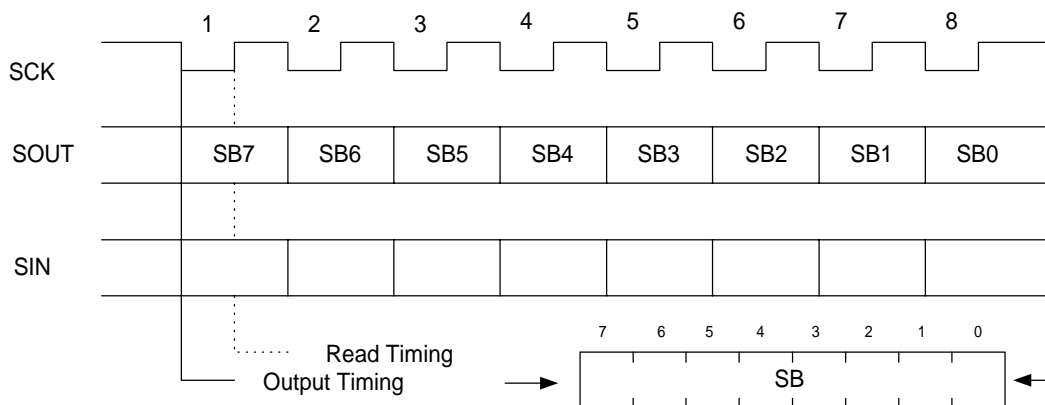 1 2 3 4 5 6 7 8
SCK
SOUT SB7 SB6 SB5 SB4 SB3 SB2 SB1 SB0
SIN
7 6 5 4 3 2 1 0
Read Timing
Output Timing SB